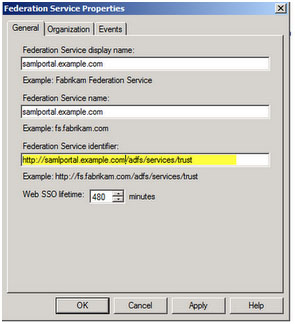 Federation Service Properties
General Organization Events
Federation Service display name:
samlportal.example.com
Example: Fabrikam Federation Service
Federation Service name:
samlportal.example.com
Example: fs.fabrikam.com
Federation Service identifier:
http://samlportal.example.com/adfs/services/trust
Example: http://fs.fabrikam.com/adfs/services/trust
Web SSO lifetime: 480 minutes
OK Cancel Apply Help